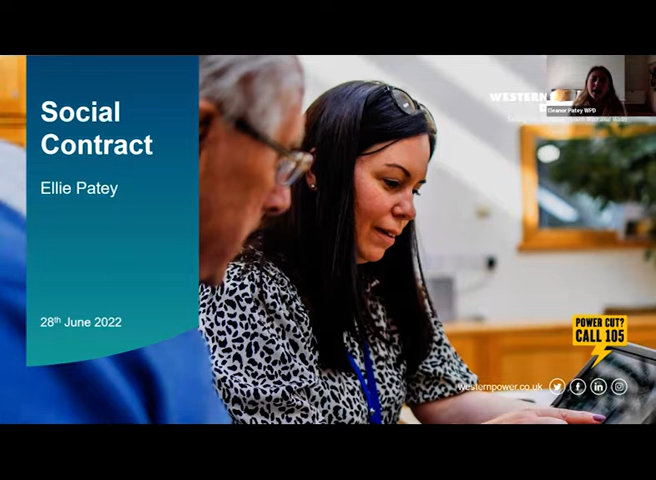 Social
Contract
Ellie Patey
28th June 2022
WESTERN
Eleanor Patey WPD
POWER CUT?
CALL 105
westernpower.co.uk